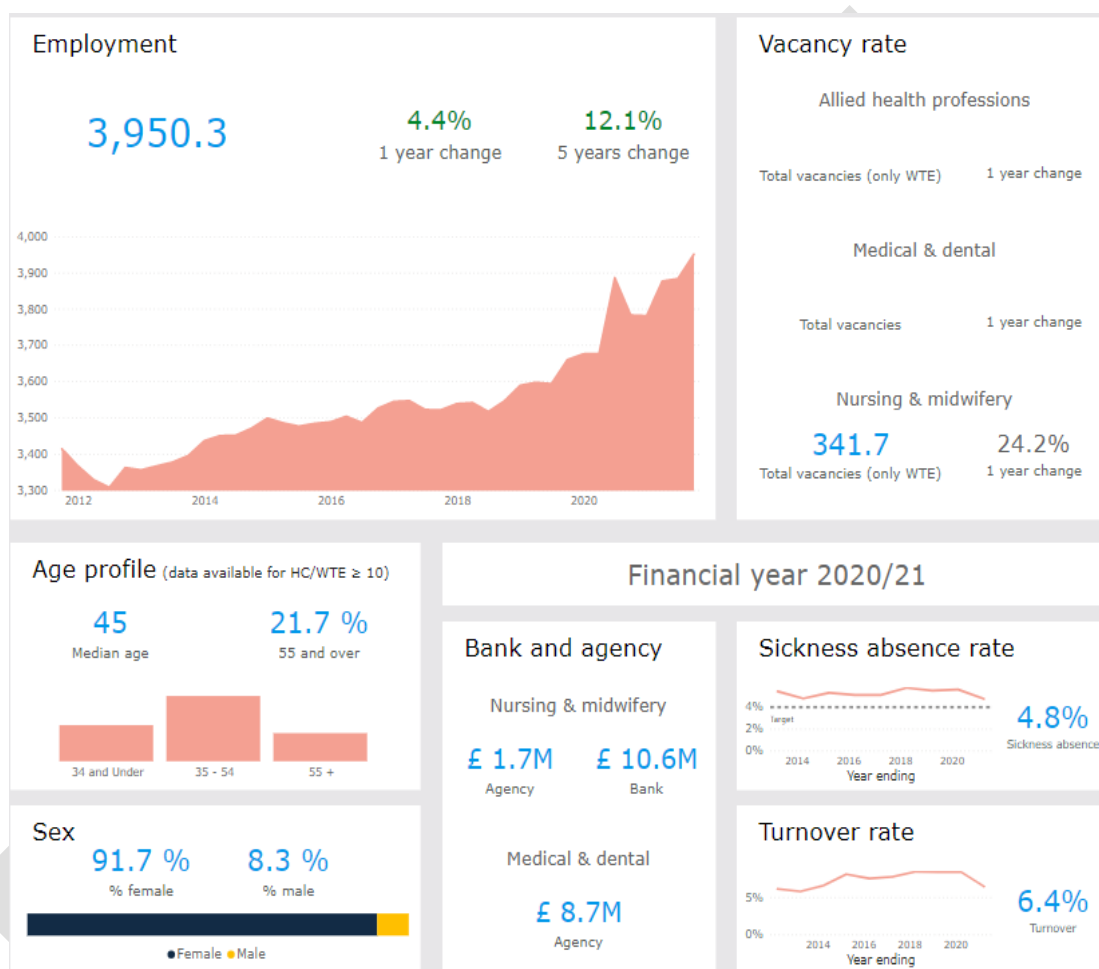 Employment
3,950.3
4.4%
1 year change
12.1%
5 years change
4,000
3,900
3,800
3,700
3,600
3,500
3,400
3,300
2012 2014 2016 2018 2020
Vacancy rate
Allied health professions
Total vacancies (only WTE) 1 year change
Medical & dental
Total vacancies 1 year change
Nursing & midwifery
341.7 24.2%
Total vacancies (only WTE) 1 year change
Age profile (data available for HC/WTE ≥ 10)
45 21.7 %
Median age 55 and over
34 and Under 35 - 54 55 +
Sex
91.7 % 8.3 %
% female % male
Female Male
Financial year 2020/21
Bank and agency
Nursing & midwifery
£ 1.7M £ 10.6M
Agency Bank
Medical & dental
£ 8.7M
Agency
Sickness absence rate
4%
Target
2%
0%
2014 2016 2018 2020
Year ending
4.8%
Sickness absence
Turnover rate
5%
0%
2014 2016 2018 2020
Year ending
6.4%
Turnover